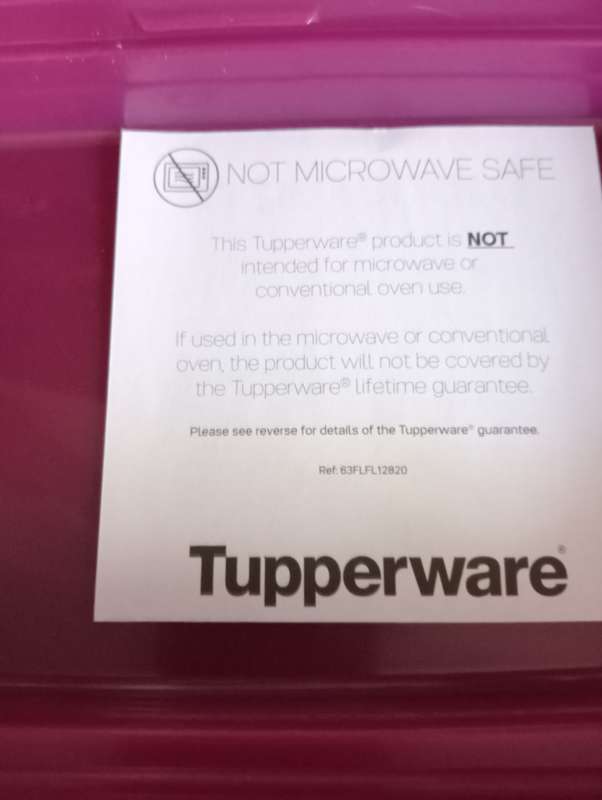 NOT MICROWAVE SAFE
This Tupperware® product is NOT
intended for microwave or
conventional oven use.
If used in the microwave or conventional
oven, the product will not be covered by
the Tupperware® lifetime guarantee.
Please see reverse for details of the Tupperware® guarantee.
Ref: 63FLFL12820
Tupperware®